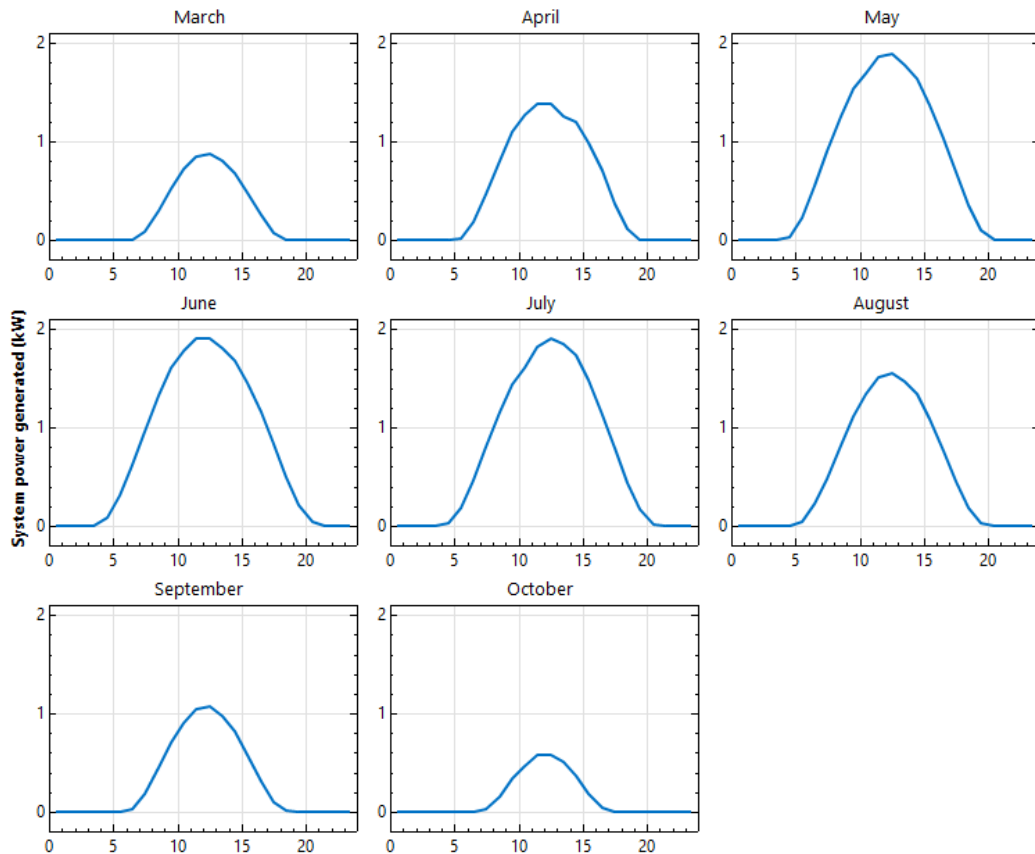 March April May
2 2 2
1 1 1
0 0 0
0 5 10 15 20 0 5 10 15 20 0 5 10 15 20
System power generated (kW)
June July August
2 2 2
1 1 1
0 0 0
0 5 10 15 20 0 5 10 15 20 0 5 10 15 20
September October
2 2
1 1
0 0
0 5 10 15 20 0 5 10 15 20